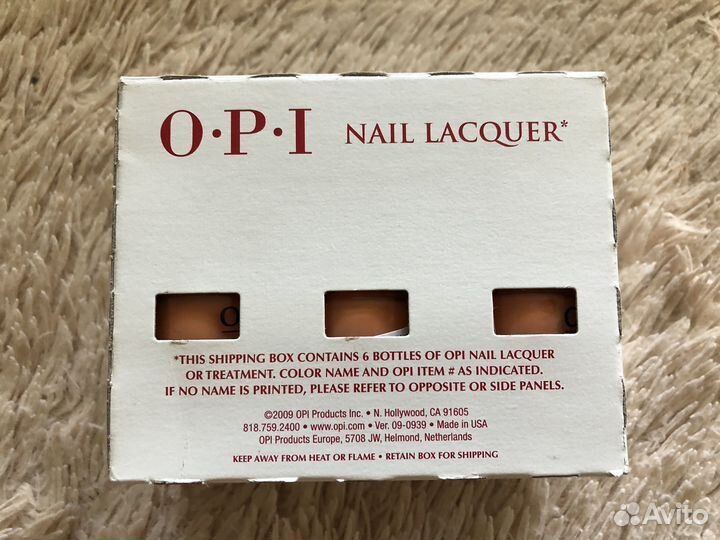 O·P·I NAIL LACQUER*
O
*THIS SHIPPING BOX CONTAINS 6 BOTTLES OF OPI NAIL LACQUER
OR TREATMENT. COLOR NAME AND OPI ITEM # AS INDICATED.
IF NO NAME IS PRINTED, PLEASE REFER TO OPPOSITE OR SIDE PANELS.
©2009 OPI Products Inc. • N. Hollywood, CA 91605
818.759.2400 • www.opi.com • Ver. 09-0939 • Made in USA
OPI Products Europe, 5708 JW, Helmond, Netherlands
KEEP AWAY FROM HEAT OR FLAME • RETAIN BOX FOR SHIPPING
Avito